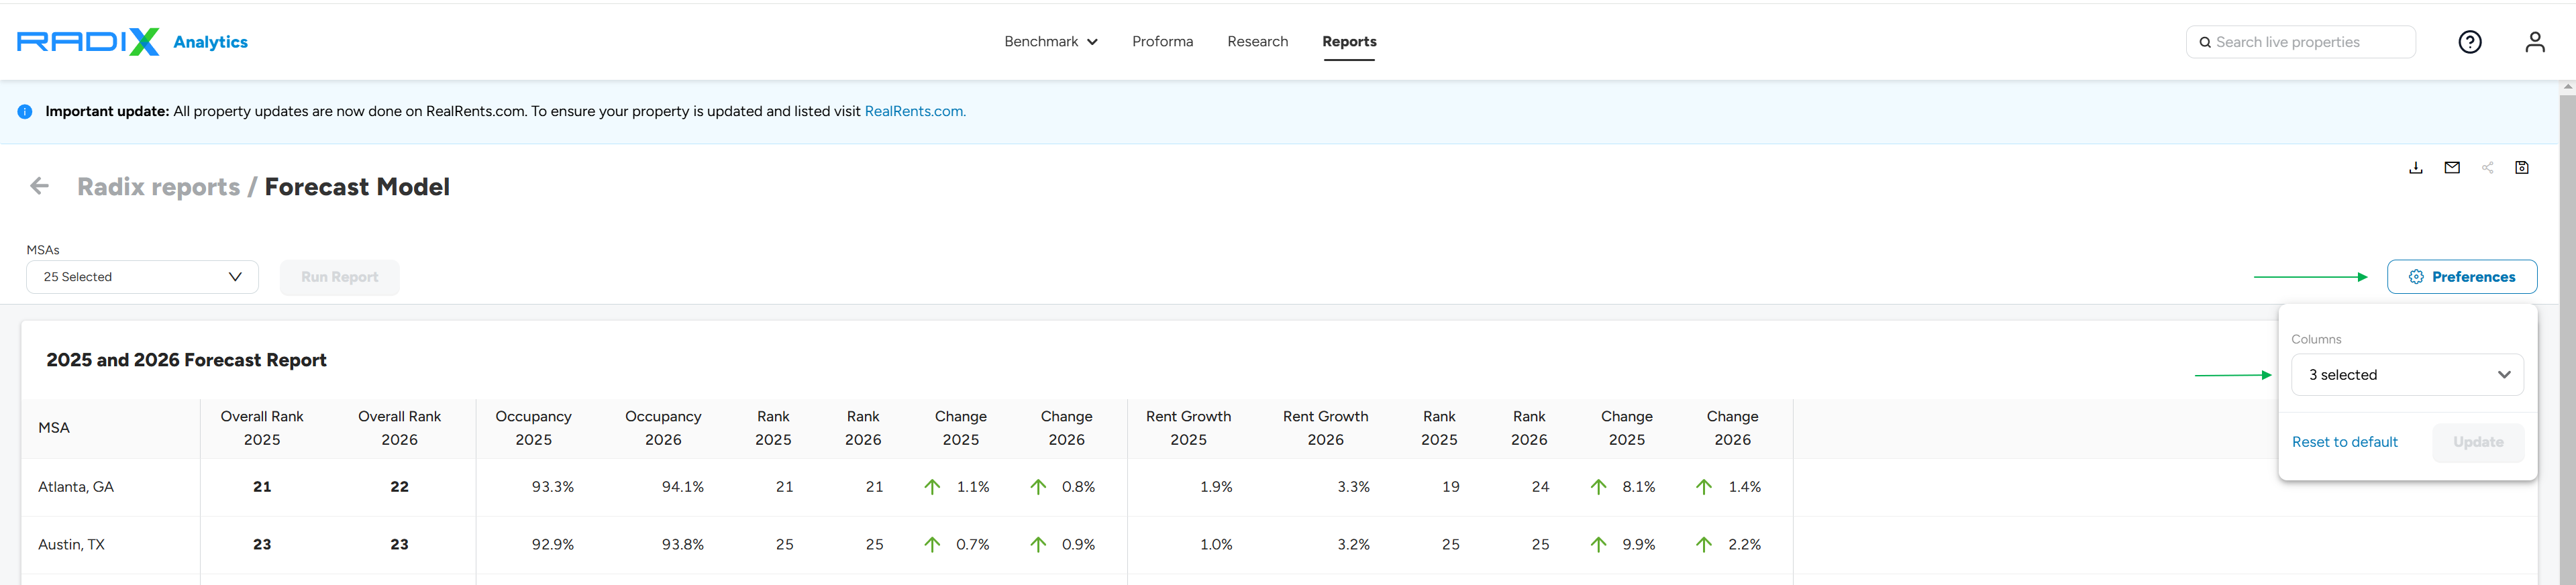 RADIX Analytics
Benchmark Proforma Research Reports
Search live properties
Important update: All property updates are now done on RealRents.com. To ensure your property is updated and listed visit RealRents.com.
Radix reports / Forecast Model
MSAs
25 Selected
Run Report
Preferences
Columns
3 selected
Reset to default
Update
2025 and 2026 Forecast Report
MSA
Overall Rank 2025
Overall Rank 2026
Occupancy 2025
Occupancy 2026
Rank 2025
Rank 2026
Change 2025
Change 2026
Rent Growth 2025
Rent Growth 2026
Rank 2025
Rank 2026
Change 2025
Change 2026
Atlanta, GA 21 22 93.3% 94.1% 21 21 ↑ 1.1% ↑ 0.8% 1.9% 3.3% 19 24 ↑ 8.1% ↑ 1.4%
Austin, TX 23 23 92.9% 93.8% 25 25 ↑ 0.7% ↑ 0.9% 1.0% 3.2% 25 25 ↑ 9.9% ↑ 2.2%